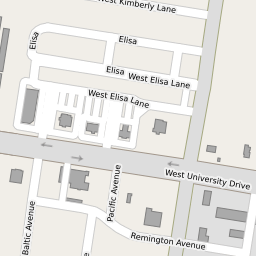 West Kimberly Lane
Elisa
Elisa
Elisa
West Elisa Lane
West Elisa Lane
West University Drive
Pacific Avenue
Baltic Avenue
Remington Avenue